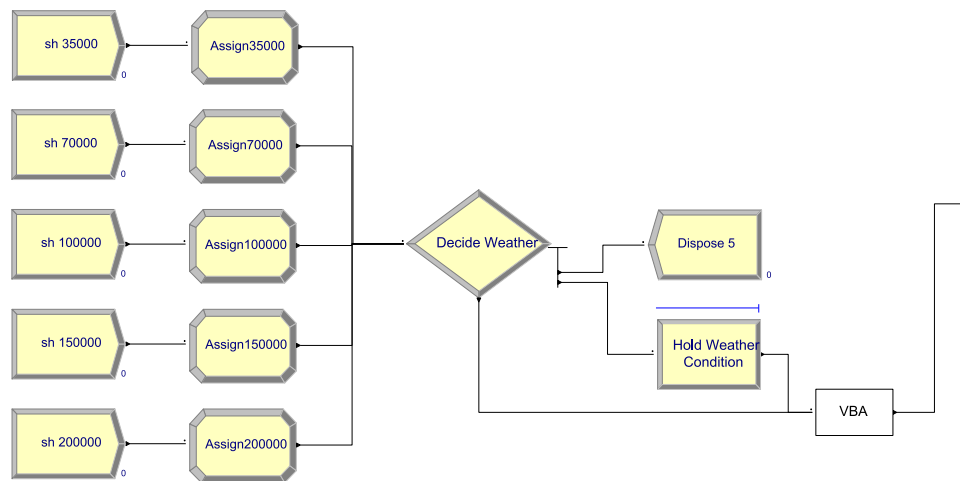 sh 35000
0
Assign35000
sh 70000
0
Assign70000
sh 100000
0
Assign100000
sh 150000
0
Assign150000
sh 200000
0
Assign200000
Decide Weather
Dispose 5
0
Hold Weather
Condition
VBA